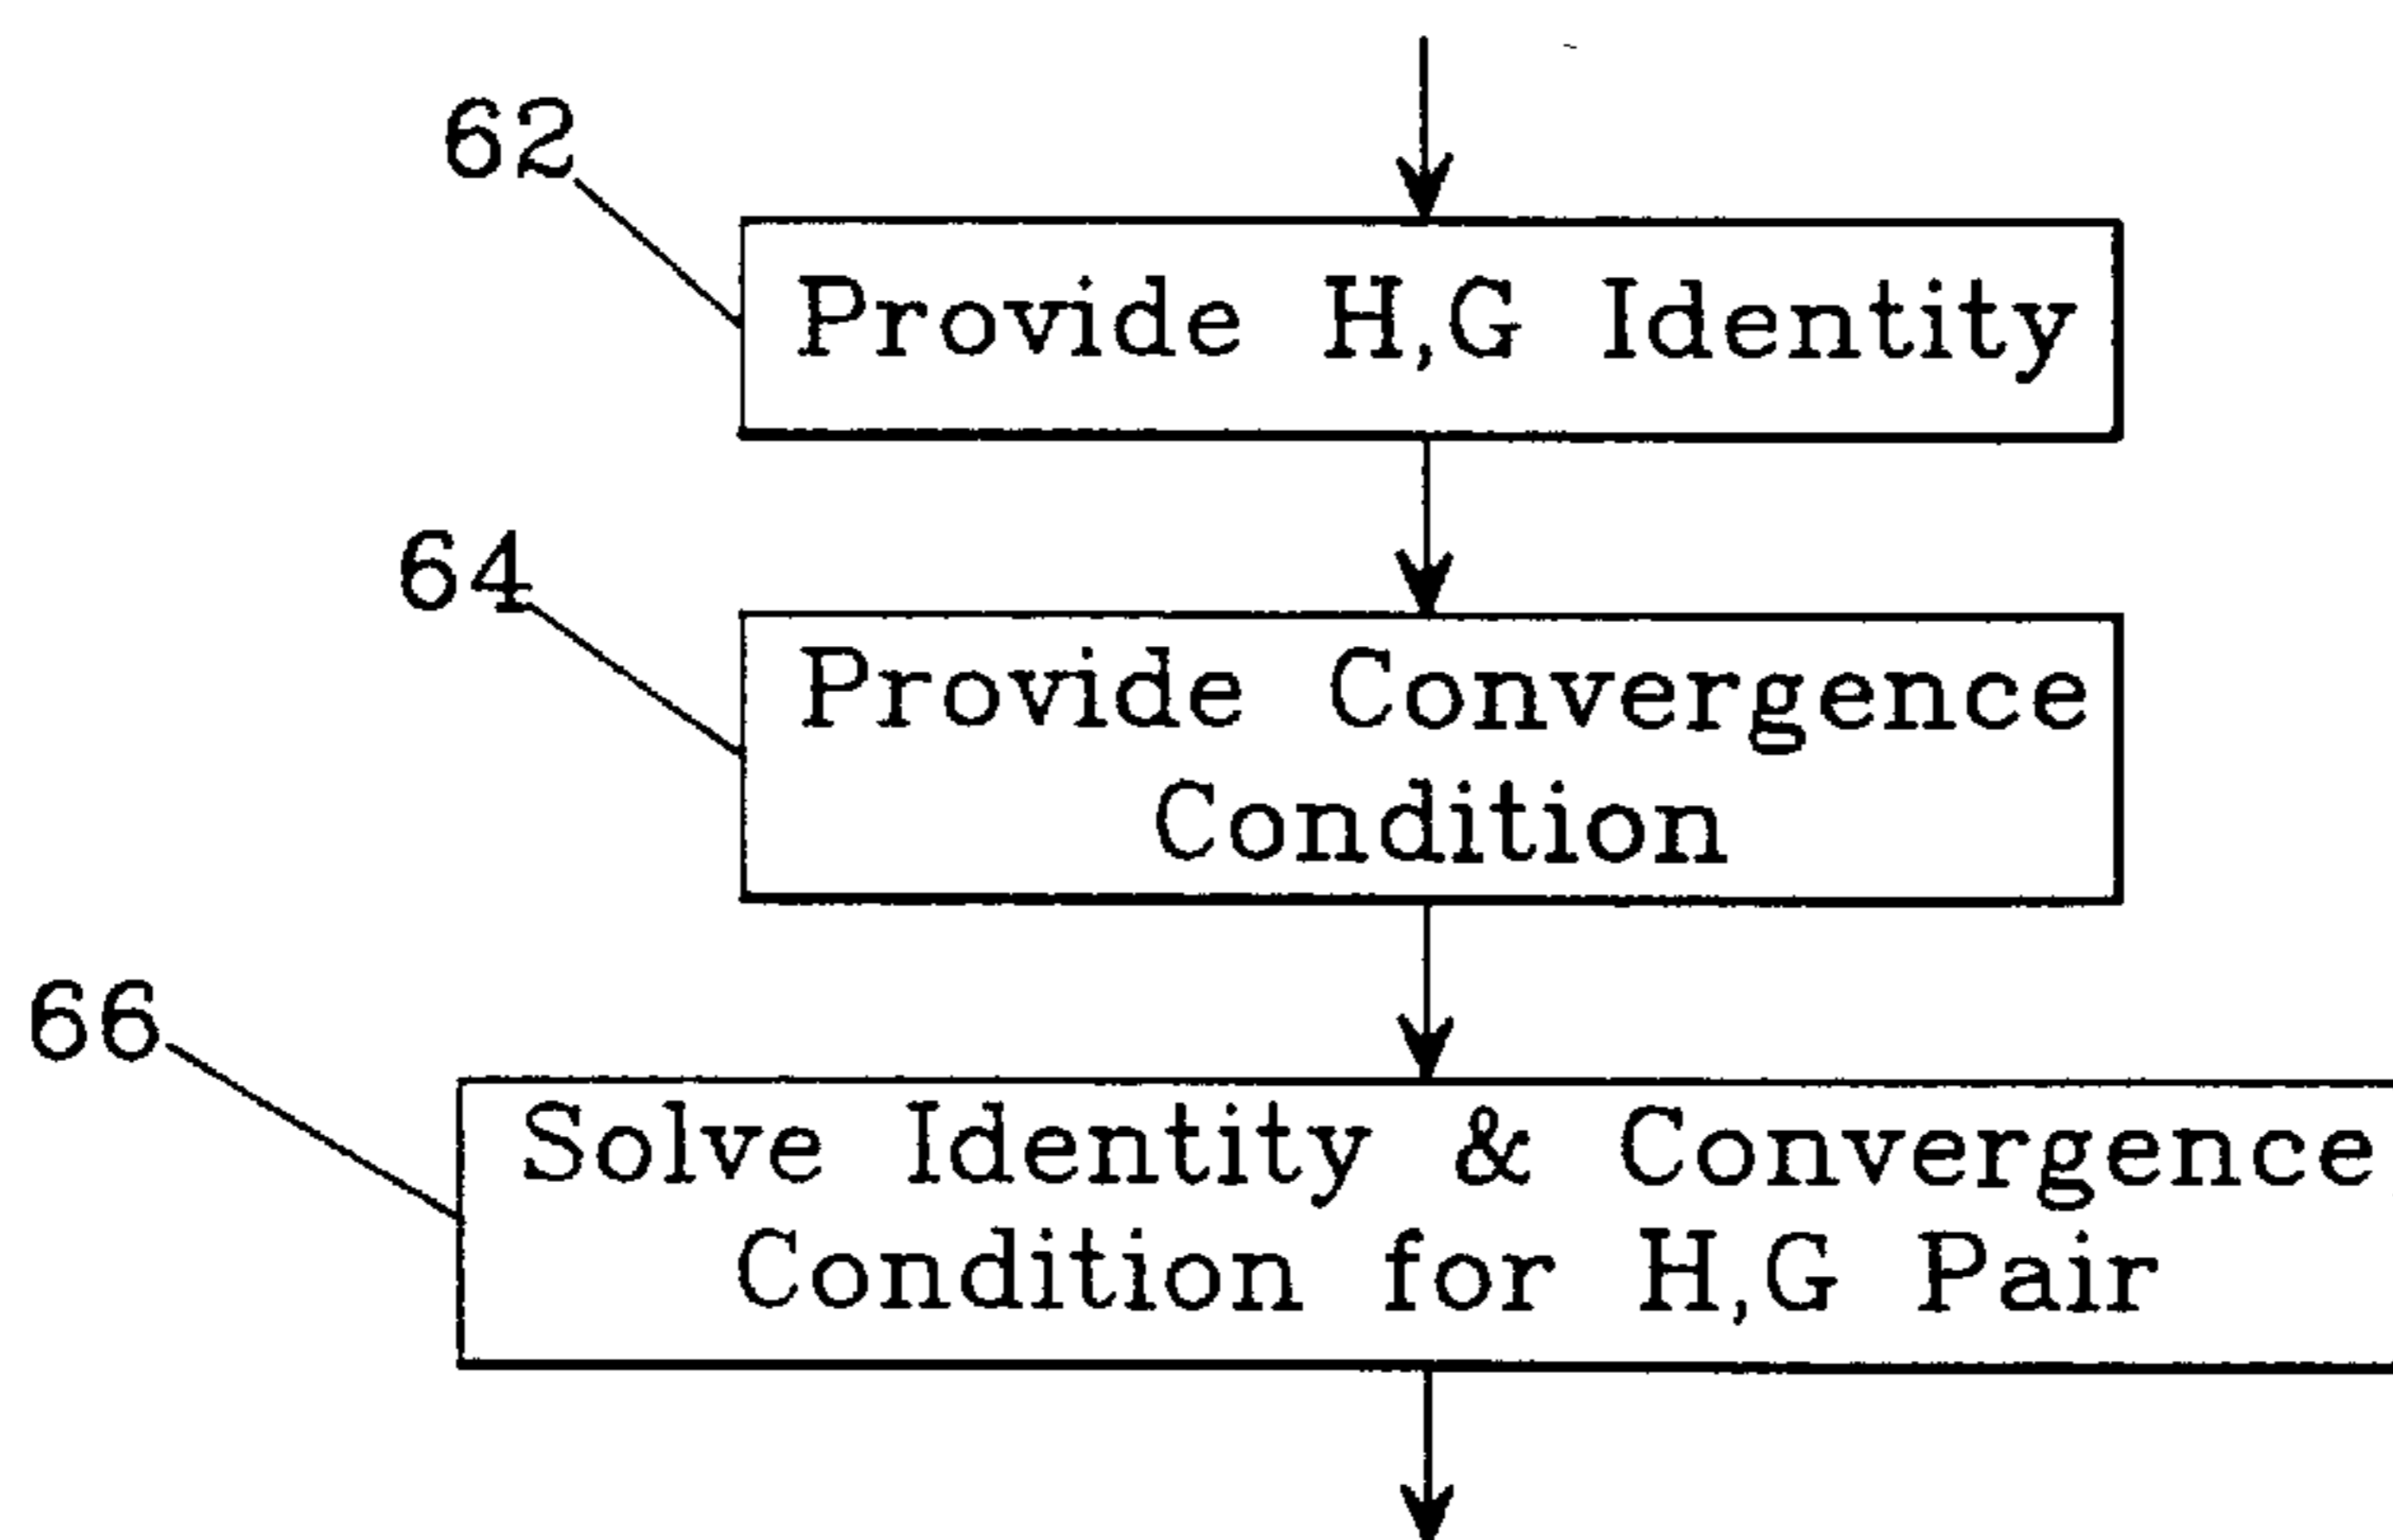 62
Provide H,G Identity
64
Provide Convergence
Condition
66
Solve Identity & Convergence
Condition for H,G Pair